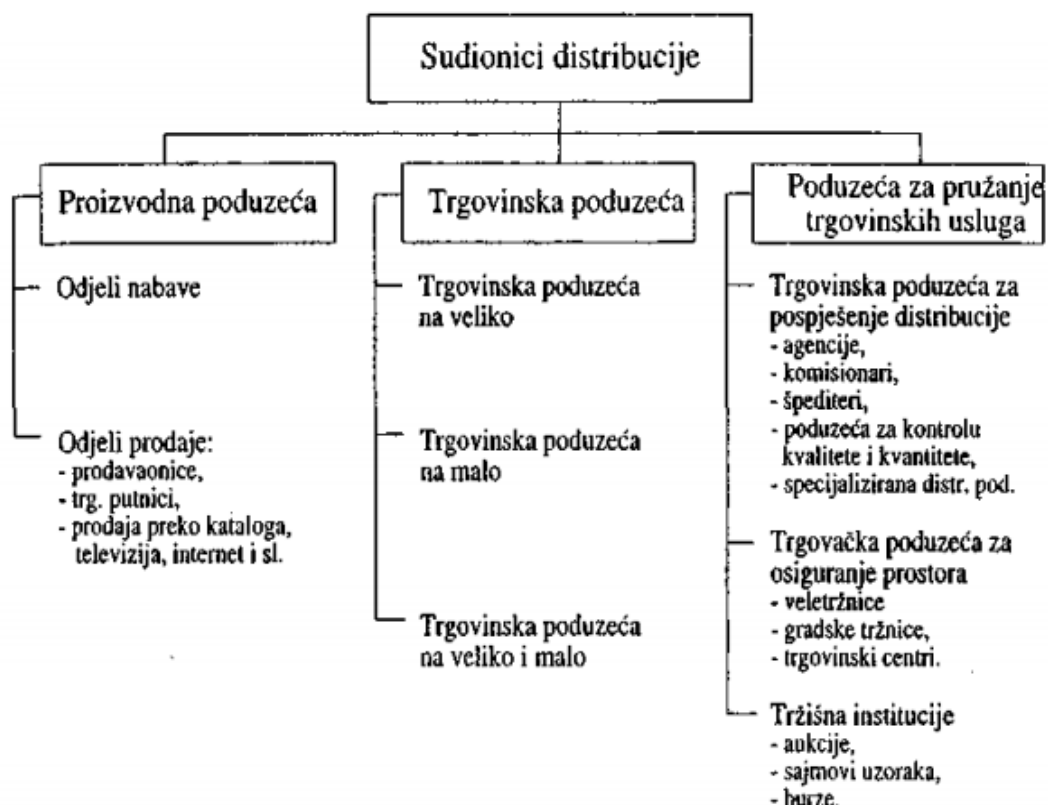 Sudionici distribucije
Proizvodna poduzeća
Odjeli nabave
Odjeli prodaje:
- prodavaonice,
- trg. putnici,
- prodaja preko kataloga,
televizija, internet i sl.
Trgovinska poduzeća
Trgovinska poduzeća
na veliko
Trgovinska poduzeća
na malo
Trgovinska poduzeća
na veliko i malo
Poduzeća za pružanje
trgovinskih usluga
Trgovinska poduzeća za
pospješenje distribucije
- agencije,
- komisionari,
- špediteri,
- poduzeća za kontrolu
kvalitete i kvantitete,
- specijalizirana distr. pod.
Trgovačka poduzeća za
osiguranje prostora
- veletržnice
- gradske tržnice,
- trgovinski centri.
Tržišna institucije
- aukcije,
- sajmovi uzoraka,
- burze.